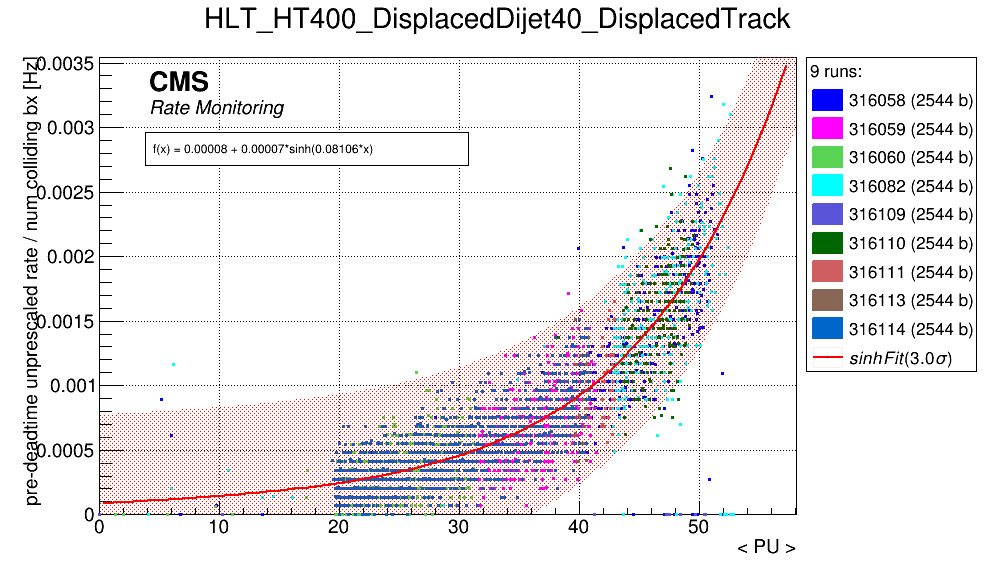 HLT_HT400_DisplacedDijet40_DisplacedTrack
pre-deadtime unprescaled rate / num colliding bx [Hz]
0.0035
0.003
0.0025
0.002
0.0015
0.001
0.0005
0
CMS
Rate Monitoring
f(x) = 0.00008 + 0.00007*sinh(0.08106*x)
0 10 20 30 40 50
< PU >
9 runs:
316058 (2544 b)
316059 (2544 b)
316060 (2544 b)
316082 (2544 b)
316109 (2544 b)
316110 (2544 b)
316111 (2544 b)
316113 (2544 b)
316114 (2544 b)
sinhFit(3.0σ)